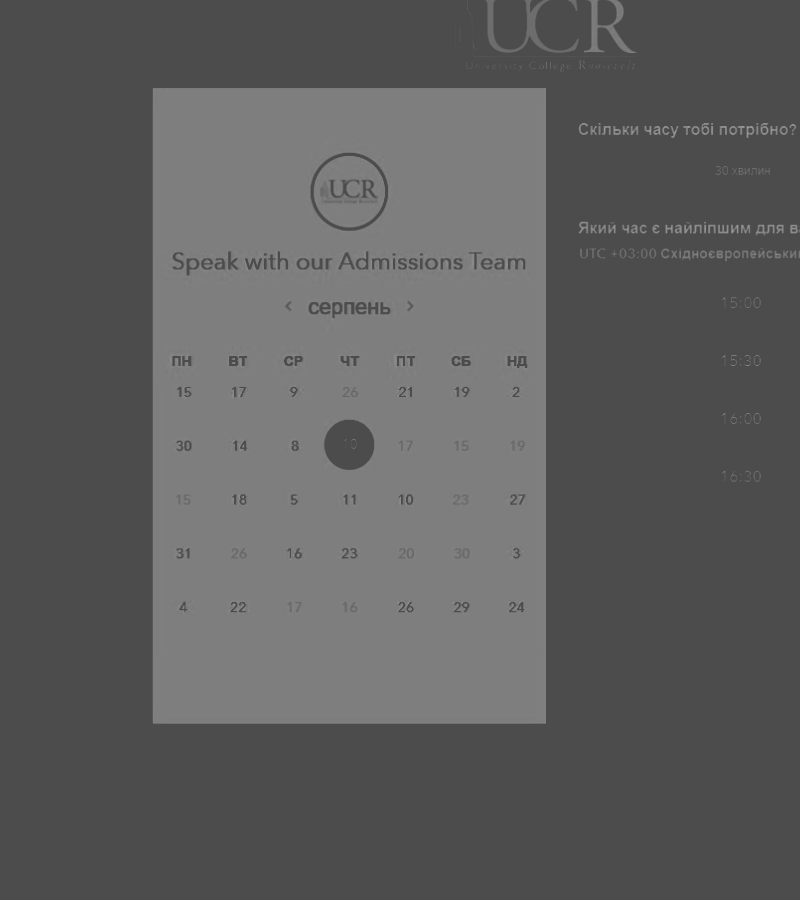 UCR
University College Roosevelt
UCR
Speak with our Admissions Team
< серпень >
ПН ВТ СР ЧТ ПТ СБ НД
15 17 9 26 21 19 2
30 14 8 10 17 15 19
15 18 5 11 10 23 27
31 26 16 23 20 30 3
4 22 17 16 26 29 24
Скільки часу тобі потрібно?
30 хвилин
Який час є найліпшим для ва
UTC +03:00 Східноєвропейськи
15:00
15:30
16:00
16:30